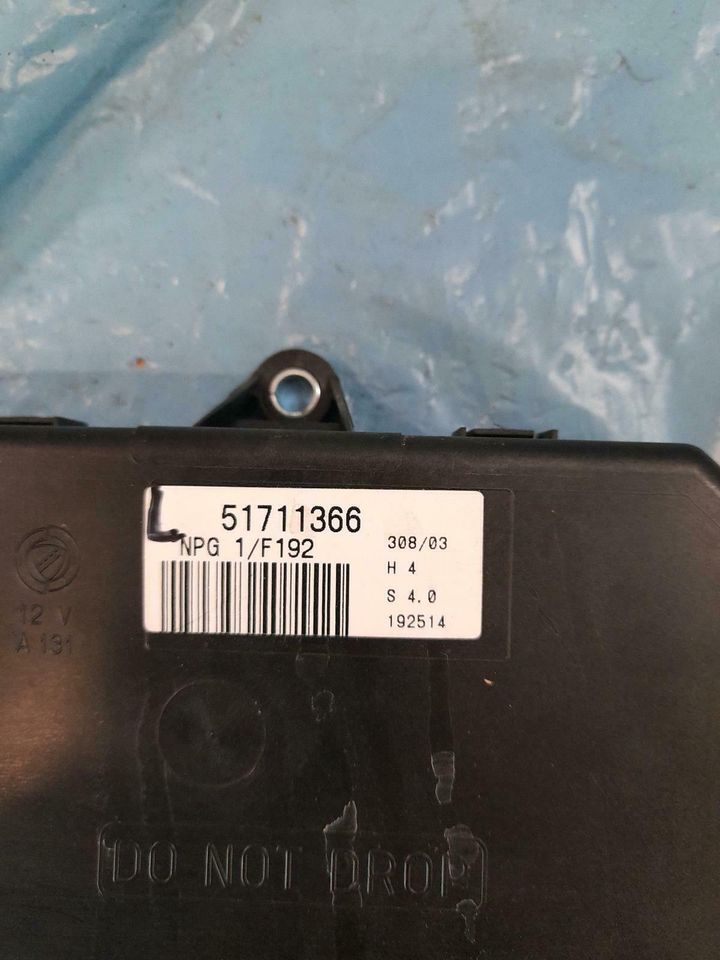 L 51711366
NPG 1/F192
308/03
H 4
S 4.0
192514
12 V
A 131
DO NOT DROP